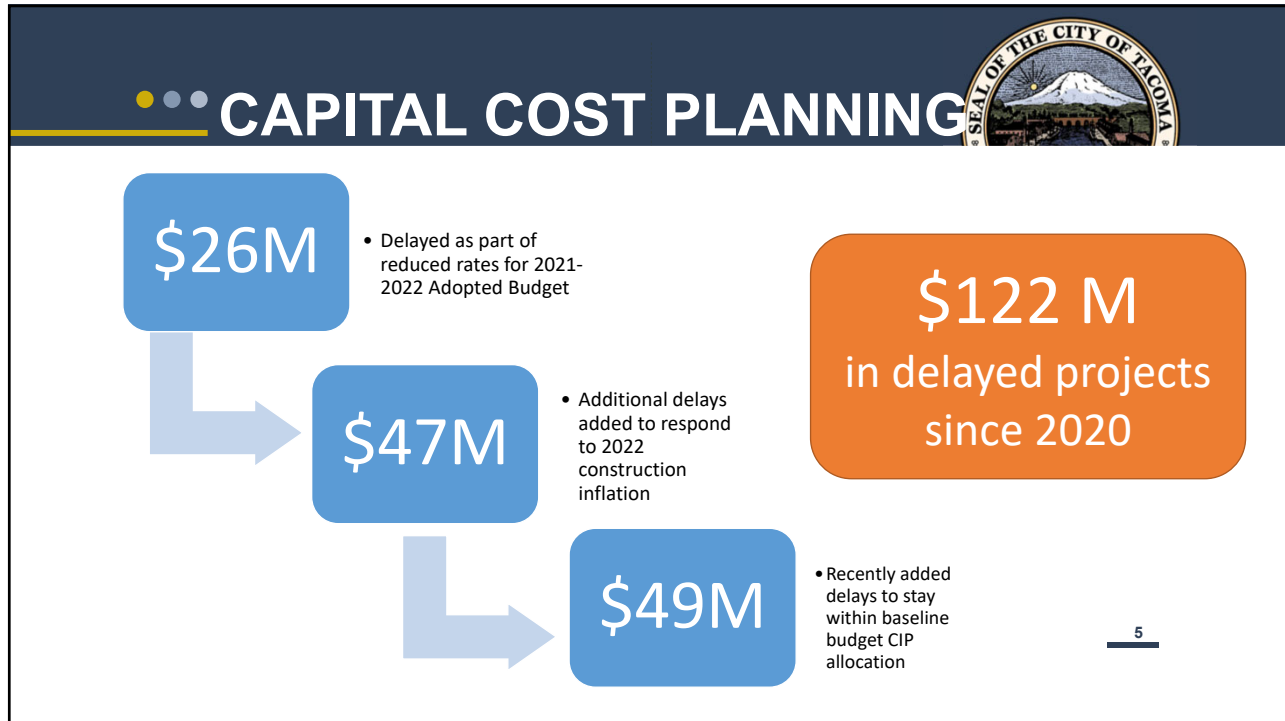 CAPITAL COST PLANNING
SEAL OF THE CITY OF TACOMA
$26M
• Delayed as part of
reduced rates for 2021-
2022 Adopted Budget
$47M
• Additional delays
added to respond
to 2022
construction
inflation
$49M
• Recently added
delays to stay
within baseline
budget CIP
allocation
$122 M
in delayed projects
since 2020
5